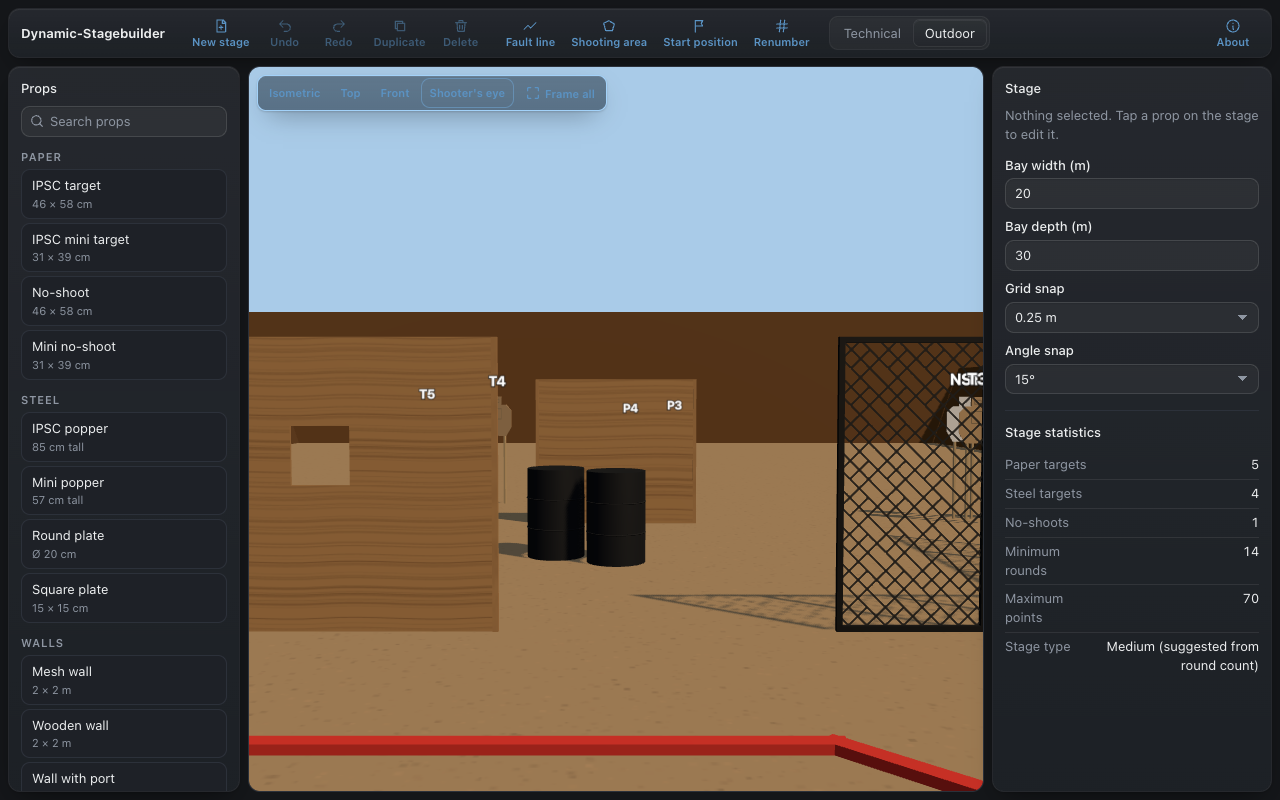 Dynamic-Stagebuilder
New stage
Undo
Redo
Duplicate
Delete
Fault line
Shooting area
Start position
Renumber
Technical
Outdoor
About
Props
Search props
PAPER
IPSC target
46 × 58 cm
IPSC mini target
31 × 39 cm
No-shoot
46 × 58 cm
Mini no-shoot
31 × 39 cm
STEEL
IPSC popper
85 cm tall
Mini popper
57 cm tall
Round plate
Ø 20 cm
Square plate
15 × 15 cm
WALLS
Mesh wall
2 × 2 m
Wooden wall
2 × 2 m
Wall with port
Isometric
Top
Front
Shooter's eye
Frame all
T5
T4
P4
P3
Stage
Nothing selected. Tap a prop on the stage
to edit it.
Bay width (m)
20
Bay depth (m)
30
Grid snap
0.25 m
Angle snap
15°
Stage statistics
Paper targets 5
Steel targets 4
No-shoots 1
Minimum
rounds 14
Maximum
points 70
Stage type Medium (suggested from
round count)